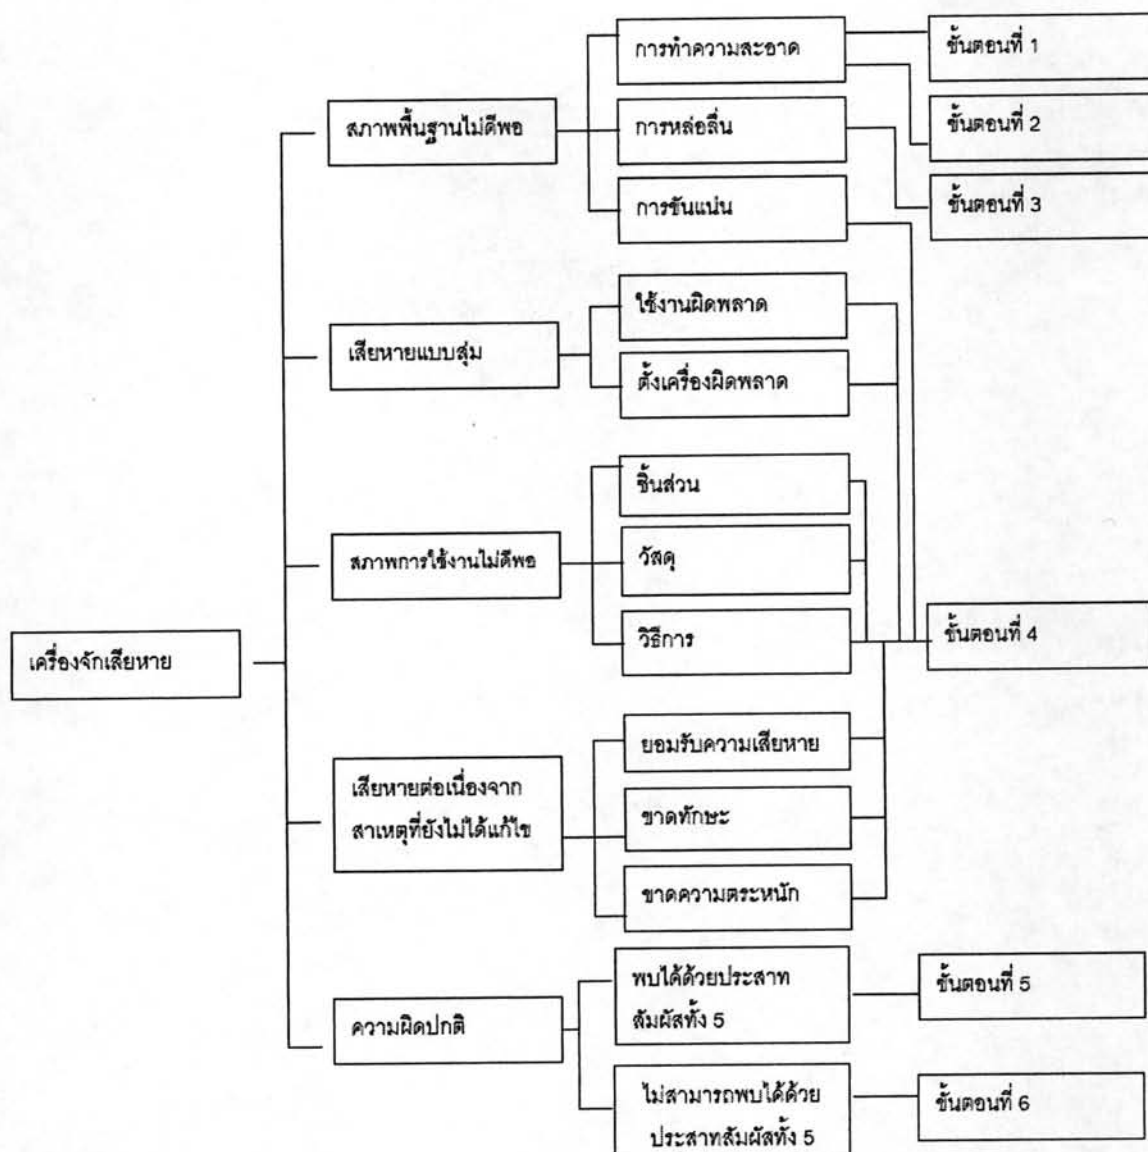 การทำความสะอาด
ขั้นตอนที่ 1
สภาพพื้นฐานไม่ดีพอ
การหล่อลื่น
ขั้นตอนที่ 2
การขันแน่น
ขั้นตอนที่ 3
เสียหายแบบสุ่ม
ใช้งานผิดพลาด
ตั้งเครื่องผิดพลาด
ชิ้นส่วน
สภาพการใช้งานไม่ดีพอ
วัสดุ
วิธีการ
ขั้นตอนที่ 4
เครื่องจักเสียหาย
ยอมรับความเสียหาย
เสียหายต่อเนื่องจาก
สาเหตุที่ยังไม่ได้แก้ไข
ขาดทักษะ
ขาดความตระหนัก
ความผิดปกติ
พบได้ด้วยประสาท
สัมผัสทั้ง 5
ขั้นตอนที่ 5
ไม่สามารถพบได้ด้วย
ประสาทสัมผัสทั้ง 5
ขั้นตอนที่ 6